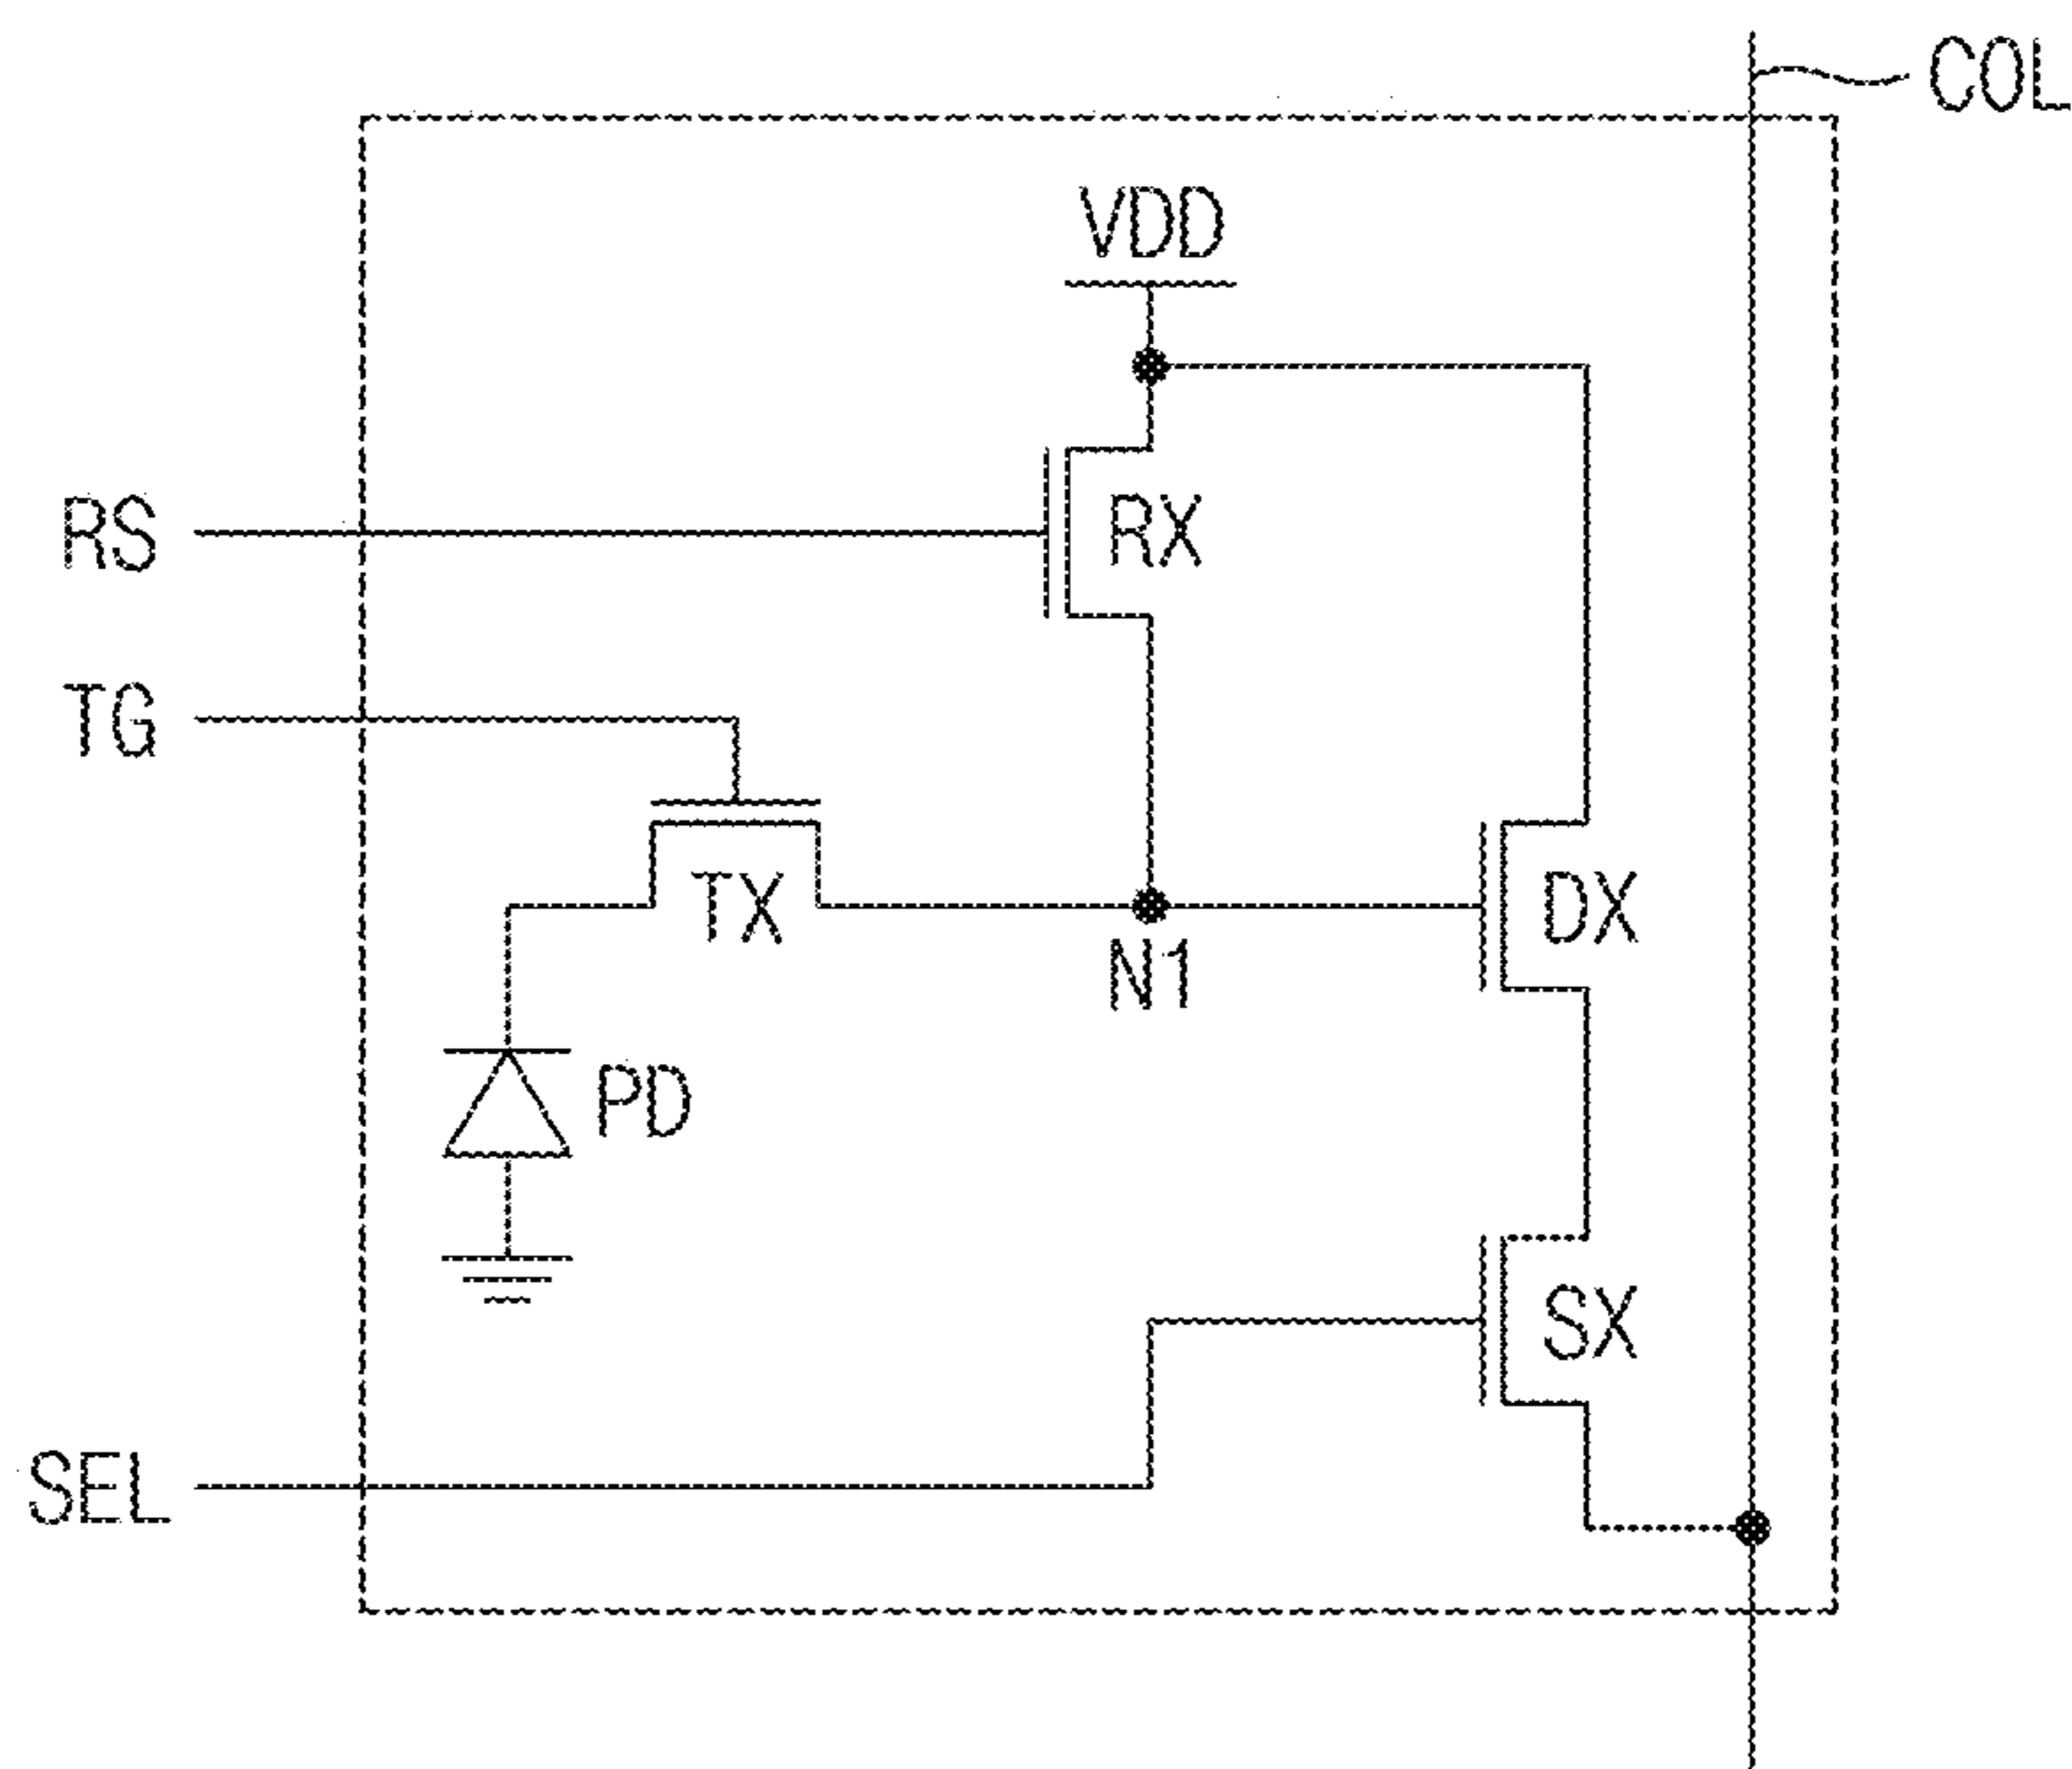 COL
VDD
RS
RX
TG
TX
DX
N1
PD
SX
SEL